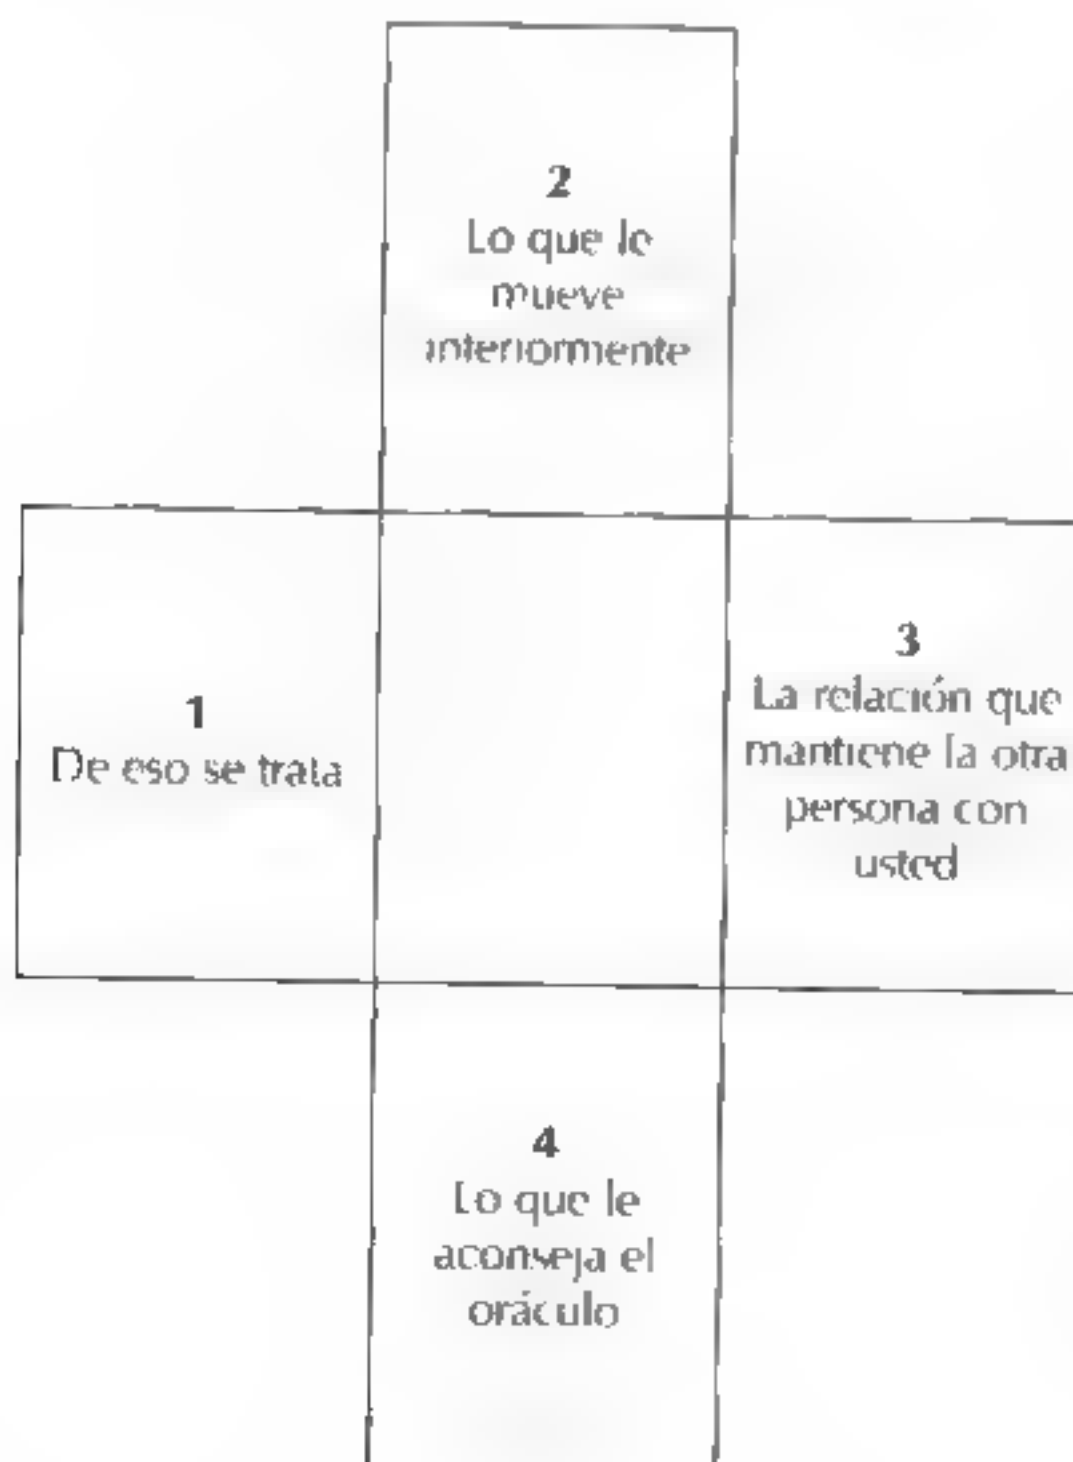 2
Lo que le
mueve
interiormente
1
De eso se trata
3
La relación que
mantiene la otra
persona con
usted
4
Lo que le
aconseja el
oráculo